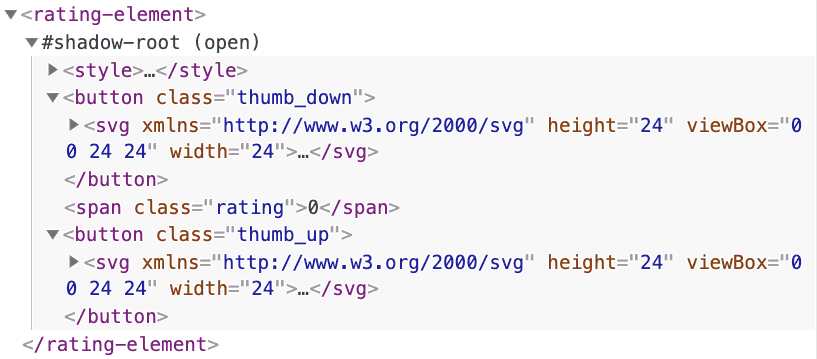 ▼<rating-element>
▼#shadow-root (open)
▶<style>…</style>
▼<button class="thumb_down">
▶<svg xmlns="http://www.w3.org/2000/svg" height="24" viewBox="0
0 24 24" width="24">…</svg>
</button>
<span class="rating">0</span>
▼<button class="thumb_up">
▶<svg xmlns="http://www.w3.org/2000/svg" height="24" viewBox="0
0 24 24" width="24">…</svg>
</button>
</rating-element>